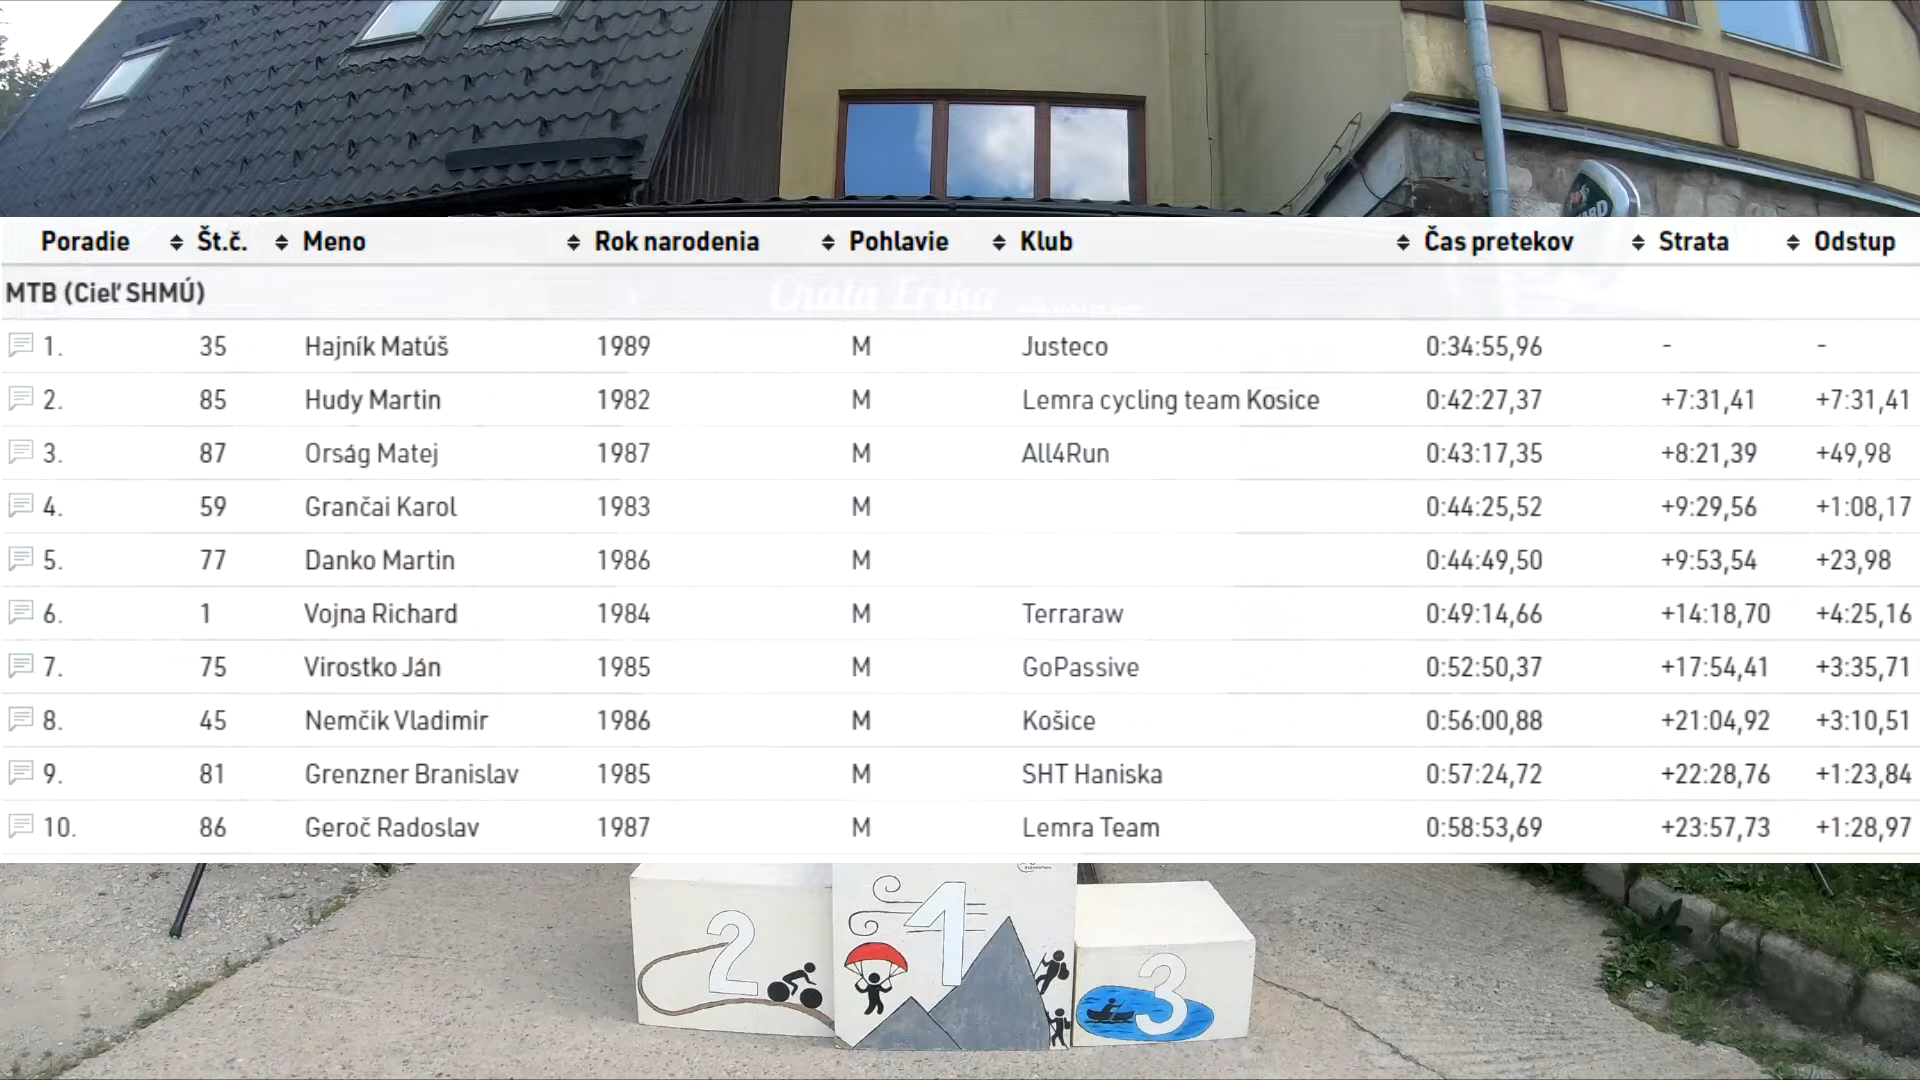 Poradie Št.č. Meno Rok narodenia Pohlavie Klub Čas pretekov Strata Odstup
MTB (Cieľ SHMÚ)
1. 35 Hajník Matúš 1989 M Justeco 0:34:55,96 - -
2. 85 Hudy Martin 1982 M Lemra cycling team Kosice 0:42:27,37 +7:31,41 +7:31,41
3. 87 Orság Matej 1987 M All4Run 0:43:17,35 +8:21,39 +49,98
4. 59 Grančai Karol 1983 M 0:44:25,52 +9:29,56 +1:08,17
5. 77 Danko Martin 1986 M 0:44:49,50 +9:53,54 +23,98
6. 1 Vojna Richard 1984 M Terraraw 0:49:14,66 +14:18,70 +4:25,16
7. 75 Virostko Ján 1985 M GoPassive 0:52:50,37 +17:54,41 +3:35,71
8. 45 Nemčik Vladimir 1986 M Košice 0:56:00,88 +21:04,92 +3:10,51
9. 81 Grenzner Branislav 1985 M SHT Haniska 0:57:24,72 +22:28,76 +1:23,84
10. 86 Geroč Radoslav 1987 M Lemra Team 0:58:53,69 +23:57,73 +1:28,97
2 1 3